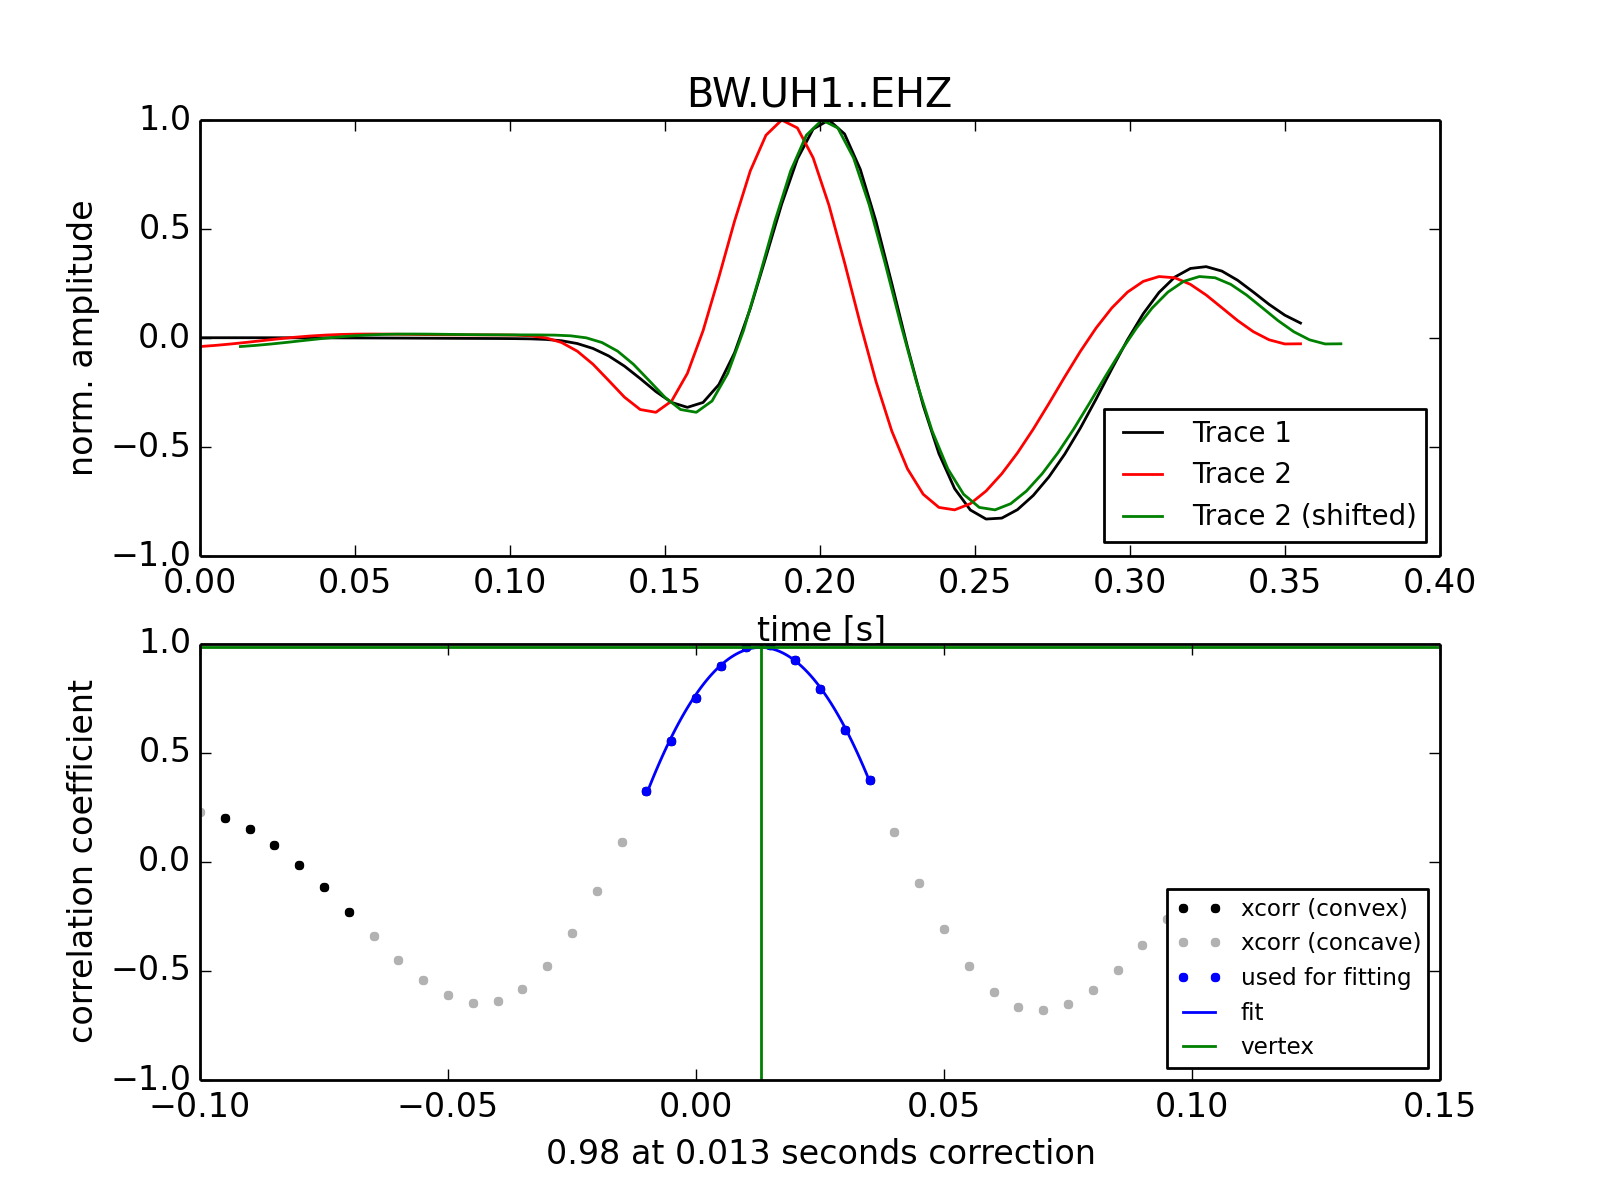 BW.UH1..EHZ
norm. amplitude
1.0
0.5
0.0
−0.5
−1.0
Trace 1
Trace 2
Trace 2 (shifted)
0.00 0.05 0.10 0.15 0.20 0.25 0.30 0.35 0.40
time [s]
correlation coefficient
1.0
0.5
0.0
−0.5
−1.0
xcorr (convex)
xcorr (concave)
used for fitting
fit
vertex
−0.10 −0.05 0.00 0.05 0.10 0.15
0.98 at 0.013 seconds correction